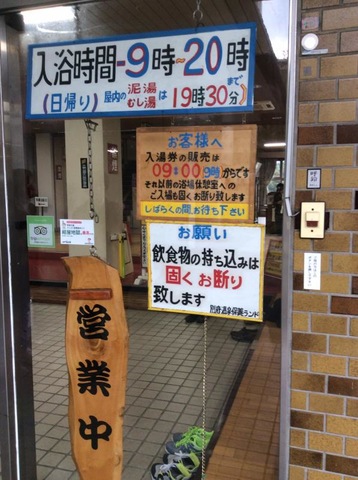 入浴時間-9時~20時
(日帰り)屋内の泥湯むし湯は19時30分まで
お客様へ
入湯券の販売は
09:00 9時からです
それ以前の浴場休憩室への
ご入場も固くお断り致します
しばらくの間お待ち下さい
お願い
飲食物の持ち込みは
固くお断り
致します
別府温泉保養ランド
営業中